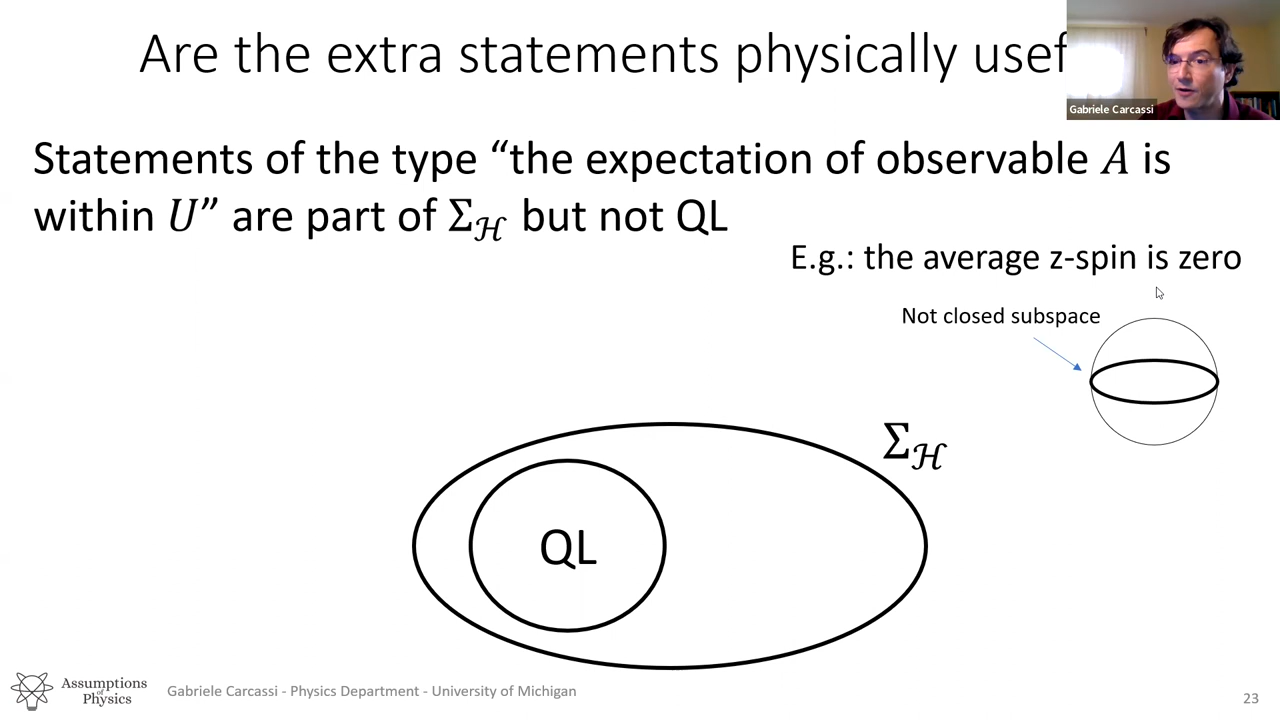 Are the extra statements physically usef
Gabriele Carcassi
Statements of the type “the expectation of observable A is
within U” are part of Σ_ℋ but not QL
E.g.: the average z-spin is zero
Not closed subspace
Σ_ℋ
QL
Assumptions
of
Physics
Gabriele Carcassi - Physics Department - University of Michigan
23